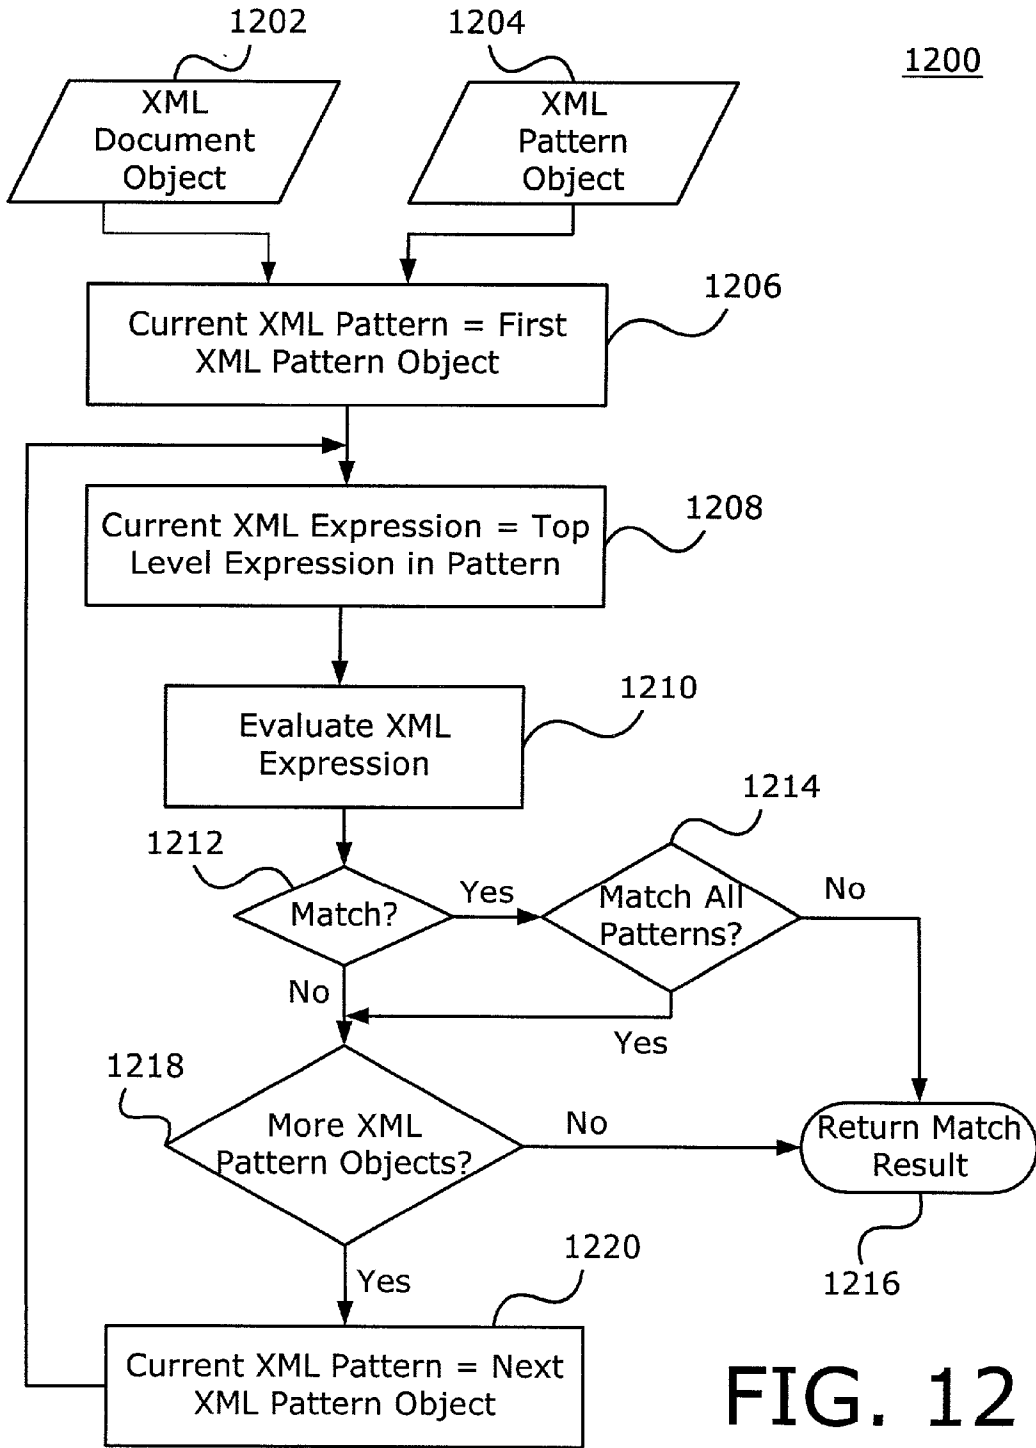 1202
1204
1200
XML
Document
Object
XML
Pattern
Object
1206
Current XML Pattern = First
XML Pattern Object
1208
Current XML Expression = Top
Level Expression in Pattern
1210
Evaluate XML
Expression
1214
1212
Match?
Yes
Match All
Patterns?
No
No
Yes
1218
More XML
Pattern Objects?
No
Return Match
Result
1216
1220
Yes
Current XML Pattern = Next
XML Pattern Object
FIG. 12